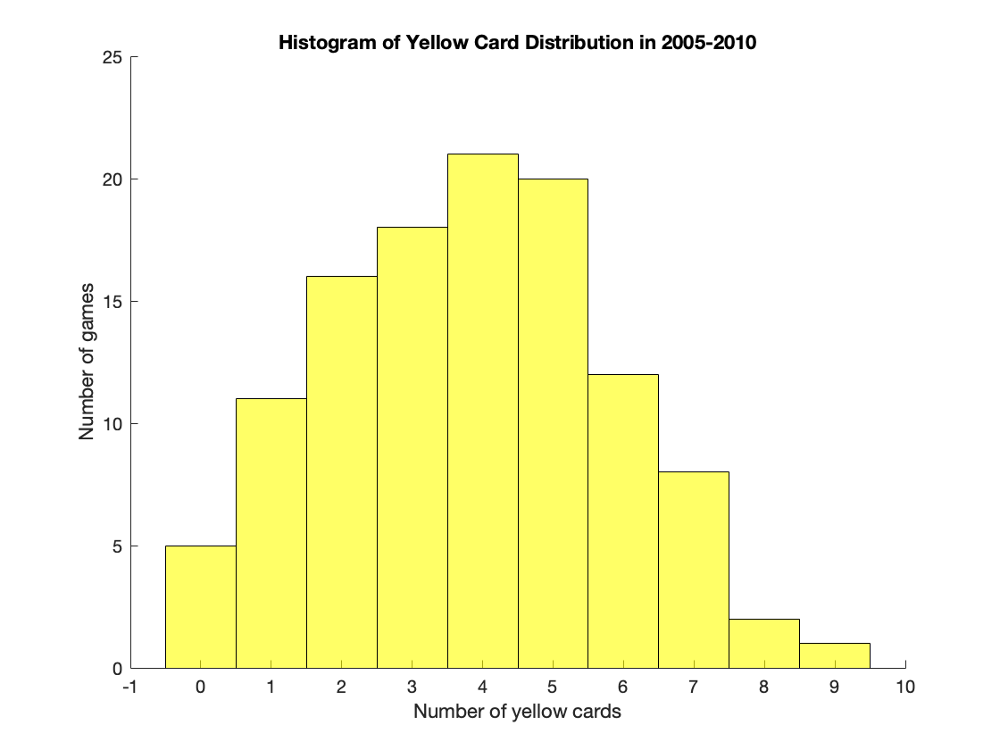 Histogram of Yellow Card Distribution in 2005-2010
25
20
15
10
5
0
Number of games
-1 0 1 2 3 4 5 6 7 8 9 10
Number of yellow cards